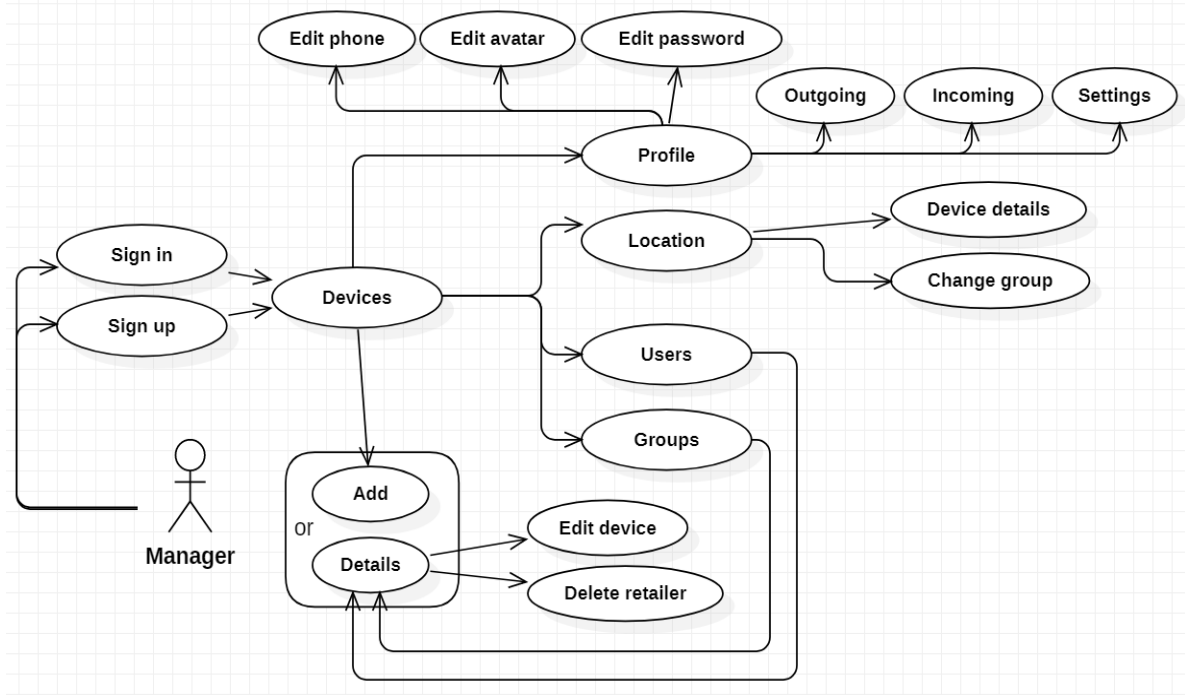 Edit phone
Edit avatar
Edit password
Outgoing
Incoming
Settings
Profile
Device details
Location
Sign in
Change group
Devices
Sign up
Users
Groups
Add
or
Edit device
Manager
Details
Delete retailer